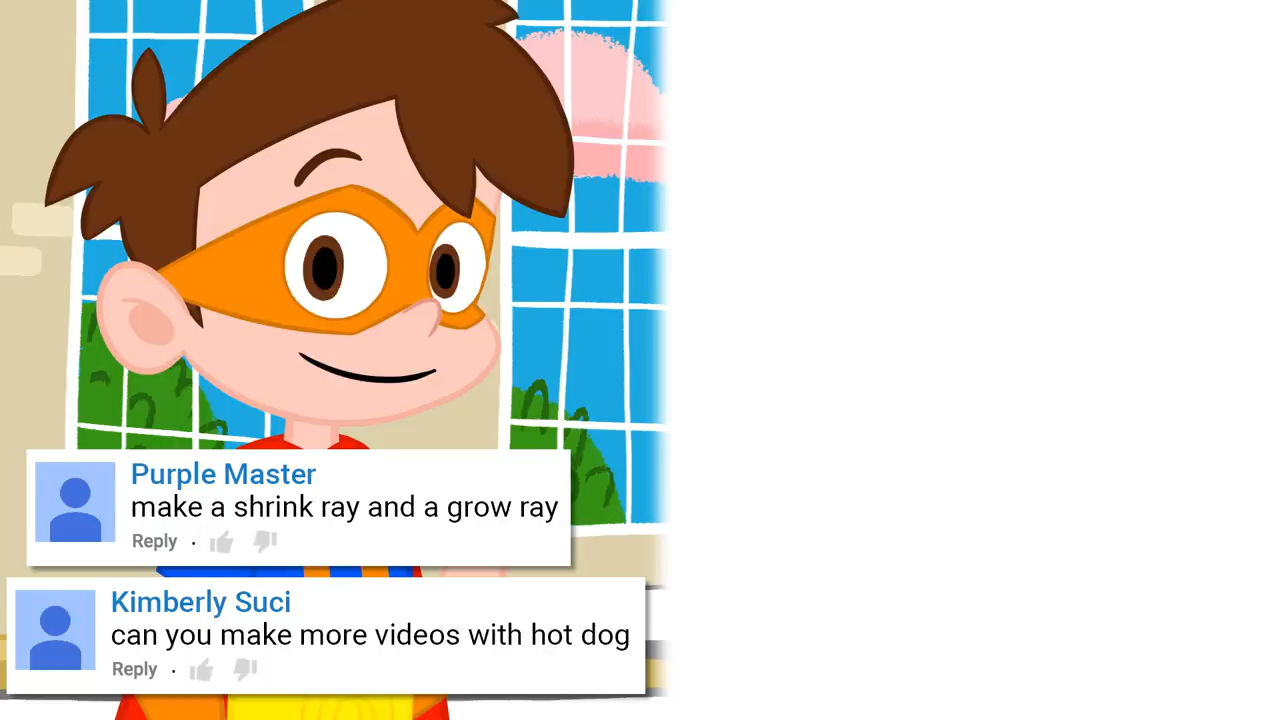 Purple Master
make a shrink ray and a grow ray
Reply ·
Kimberly Suci
can you make more videos with hot dog
Reply ·